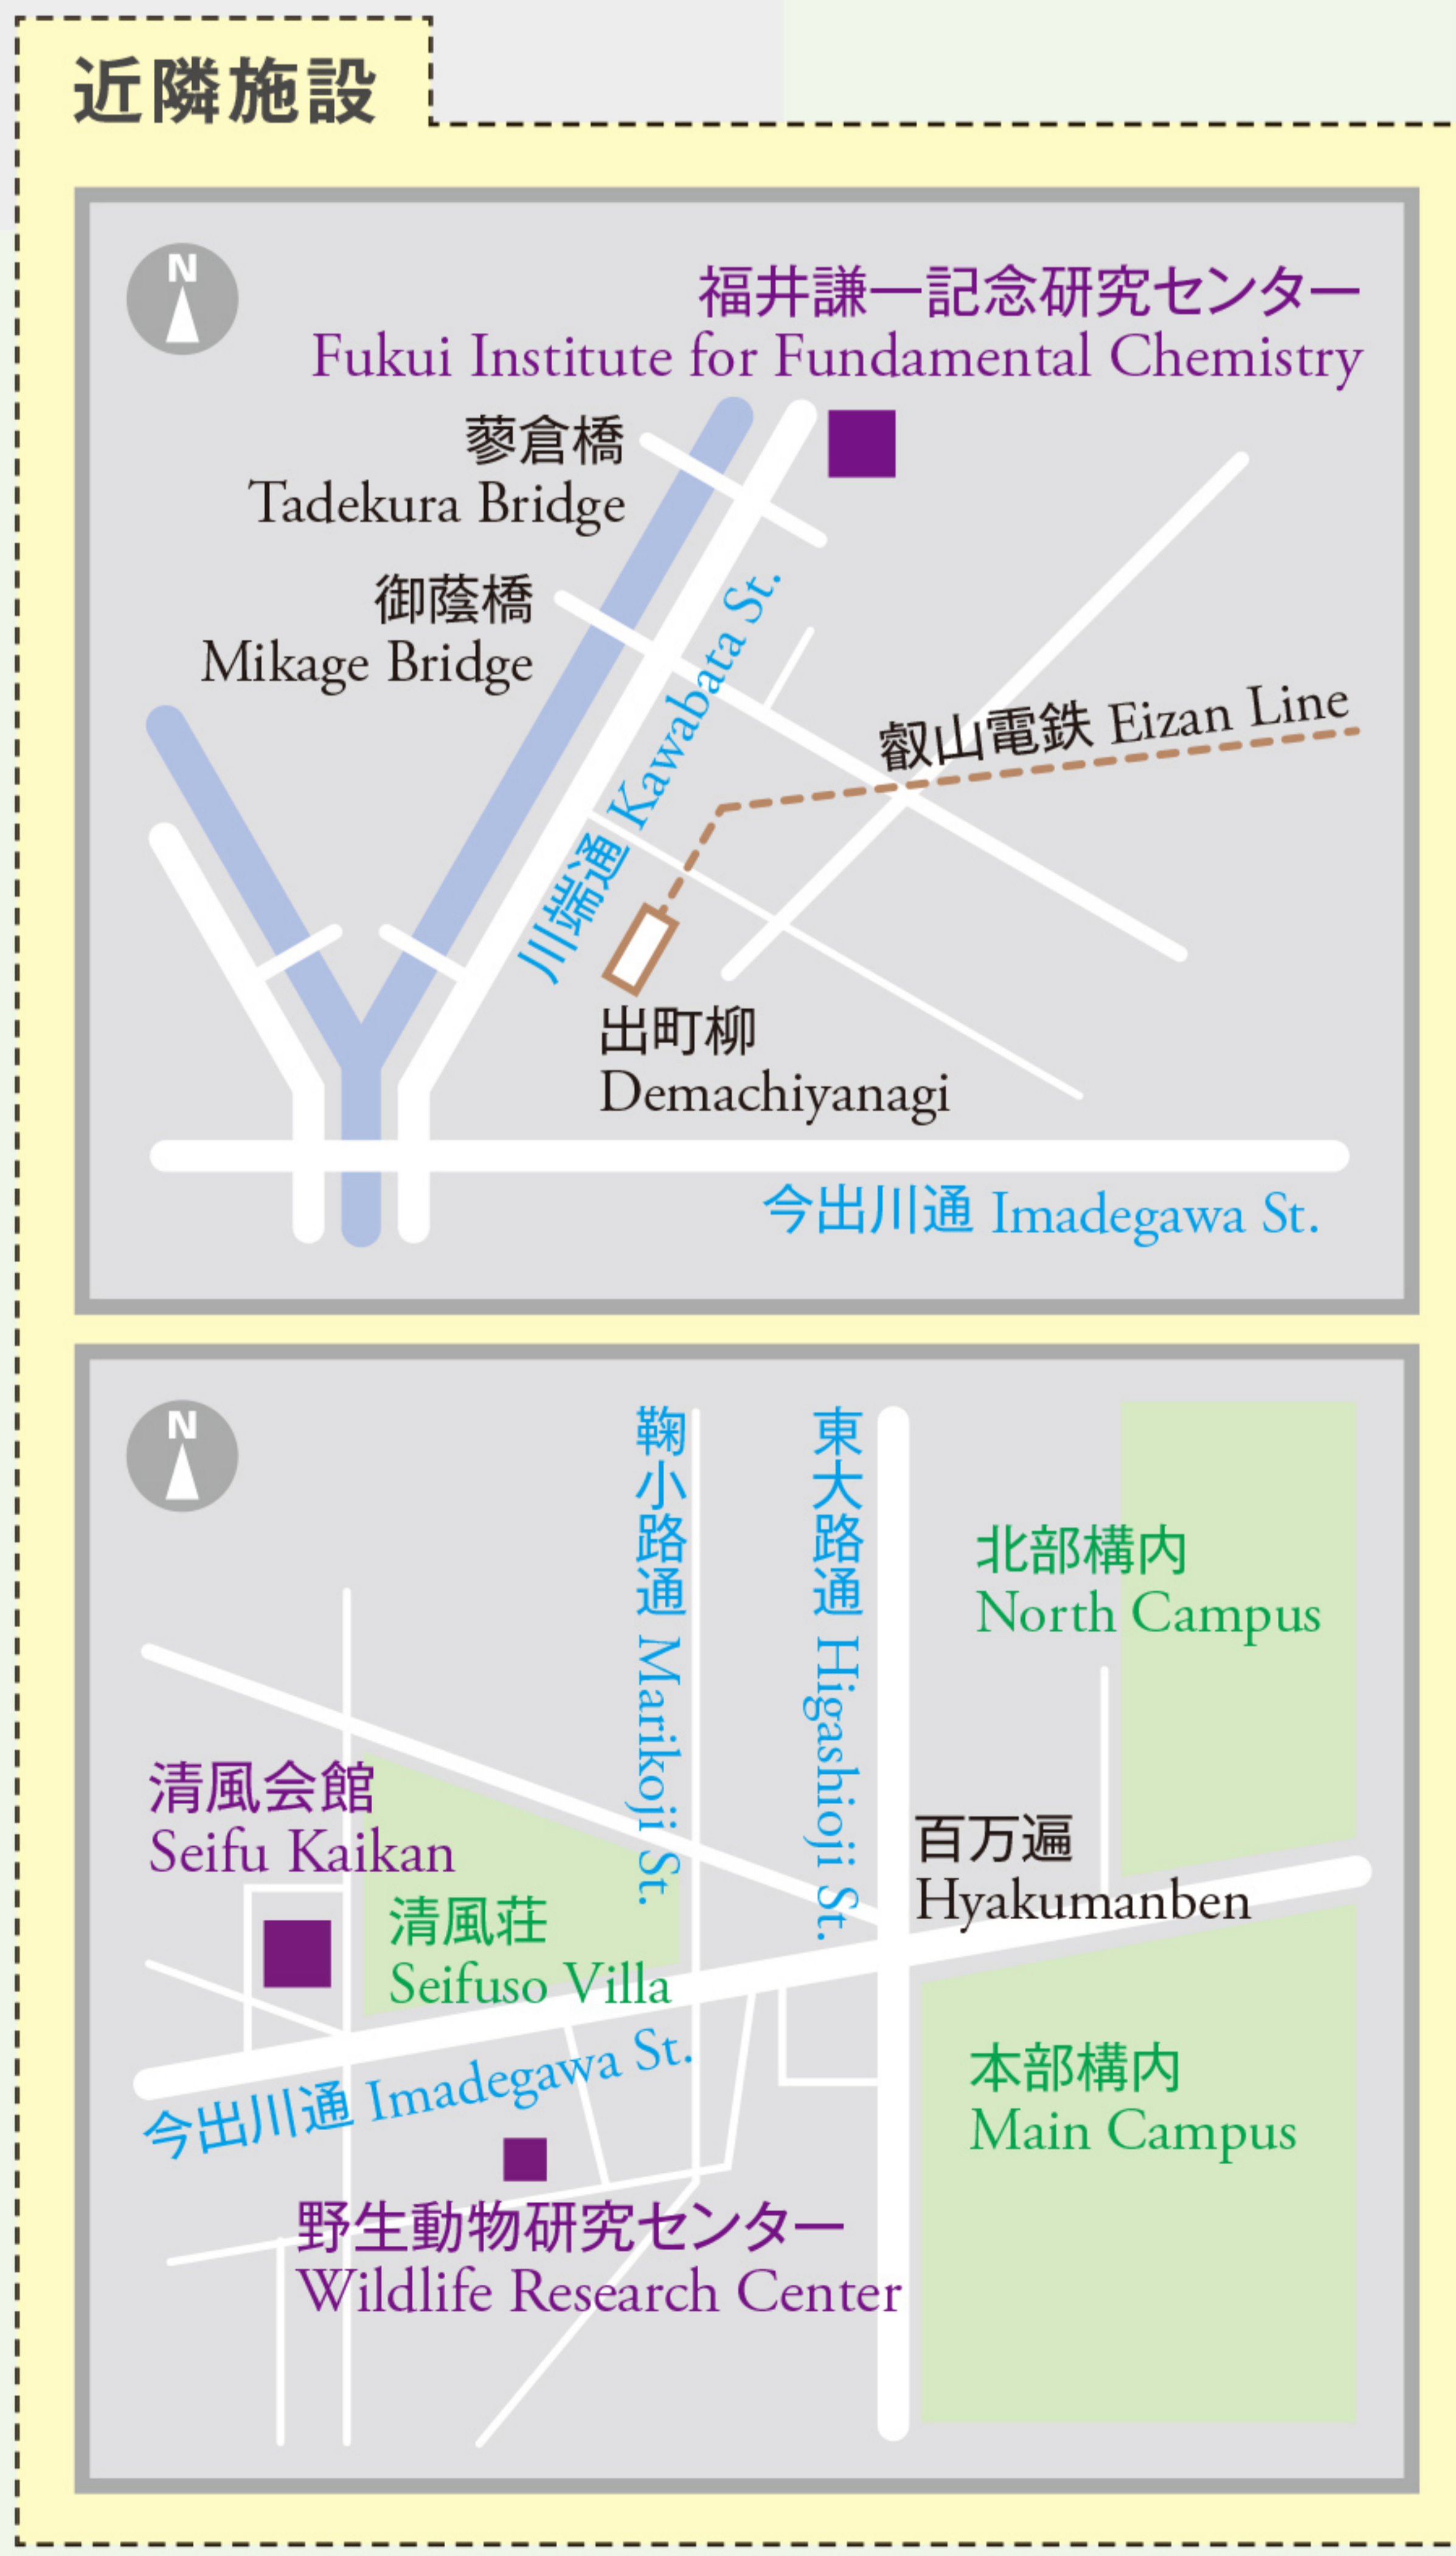 近隣施設
N
福井謙一記念研究センター
Fukui Institute for Fundamental Chemistry
蓼倉橋
Tadekura Bridge
御蔭橋
Mikage Bridge
川端通 Kawabata St.
叡山電鉄 Eizan Line
出町柳
Demachiyanagi
今出川通 Imadegawa St.
N
鞠小路通 Marikoji St.
東大路通 Higashioji St.
北部構内
North Campus
清風会館
Seifu Kaikan
百万遍
Hyakumanben
清風荘
Seifuso Villa
今出川通 Imadegawa St.
本部構内
Main Campus
野生動物研究センター
Wildlife Research Center